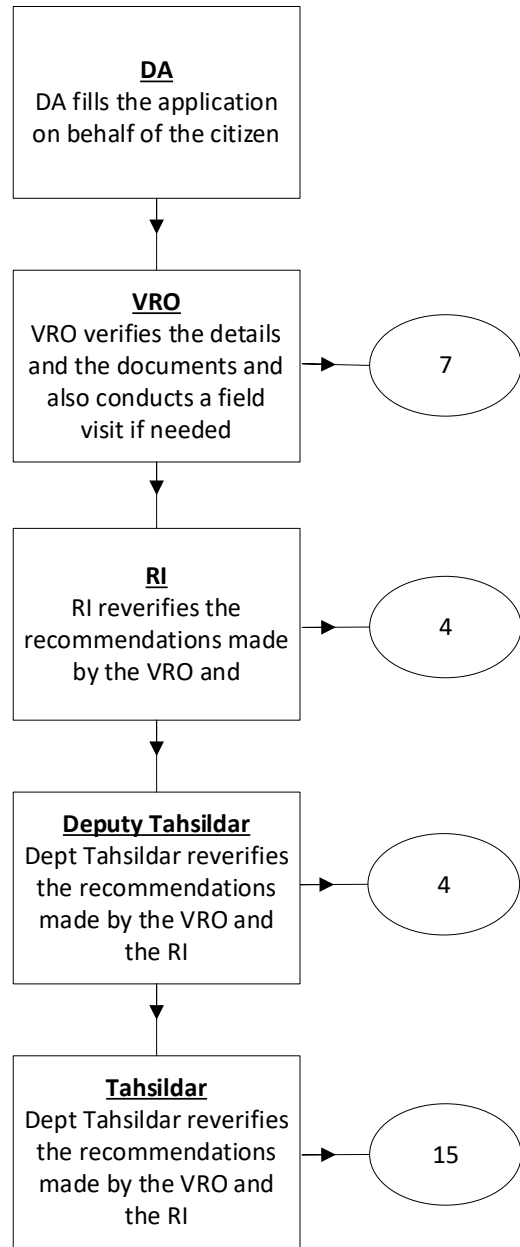 DA
DA fills the application
on behalf of the citizen
VRO
VRO verifies the details
and the documents and
also conducts a field
visit if needed
7
RI
RI reverifies the
recommendations made
by the VRO and
4
Deputy Tahsildar
Dept Tahsildar reverifies
the recommendations
made by the VRO and
the RI
4
Tahsildar
Dept Tahsildar reverifies
the recommendations
made by the VRO and
the RI
15